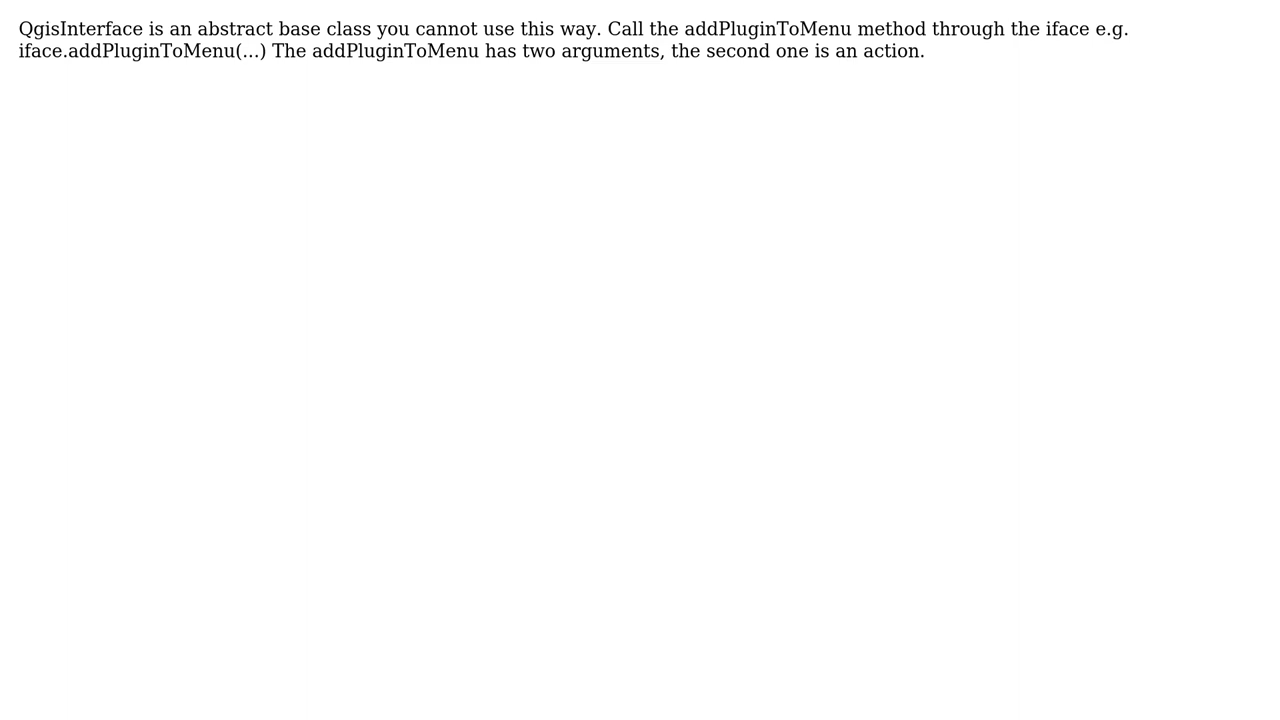 QgisInterface is an abstract base class you cannot use this way. Call the addPluginToMenu method through the iface e.g.
iface.addPluginToMenu(...) The addPluginToMenu has two arguments, the second one is an action.